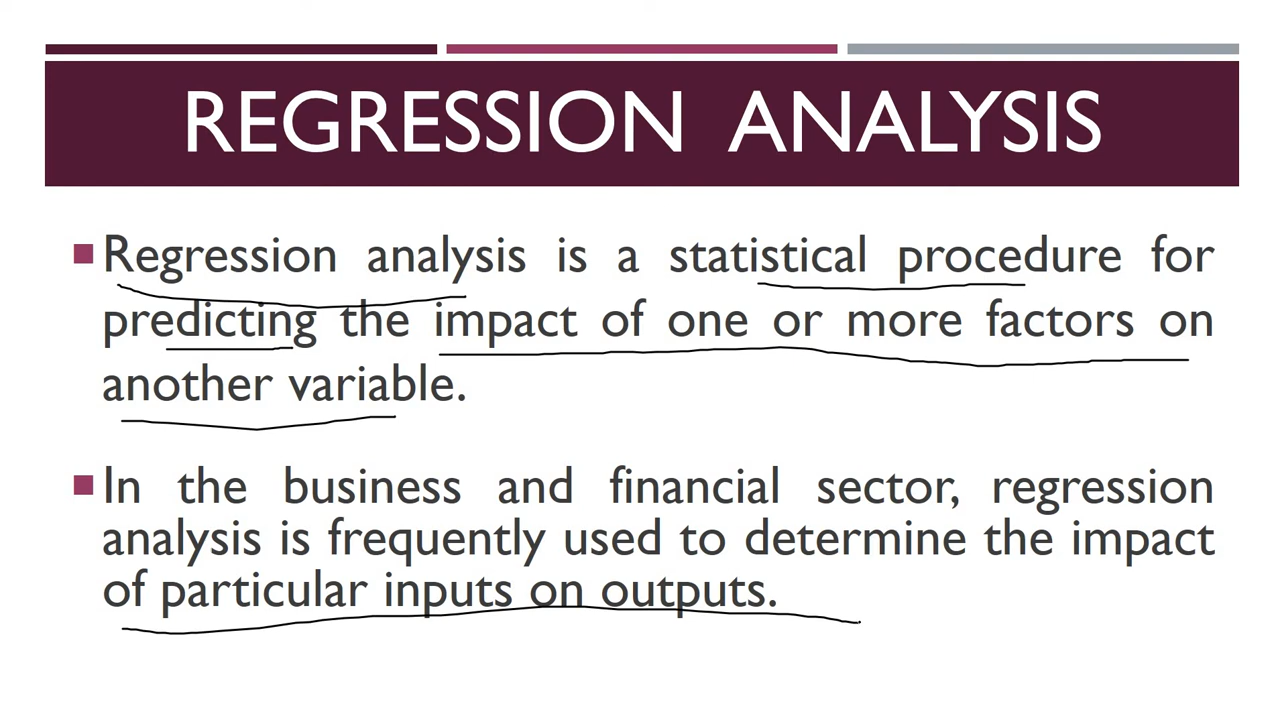 REGRESSION ANALYSIS
Regression analysis is a statistical procedure for
predicting the impact of one or more factors on
another variable.
In the business and financial sector, regression
analysis is frequently used to determine the impact
of particular inputs on outputs.